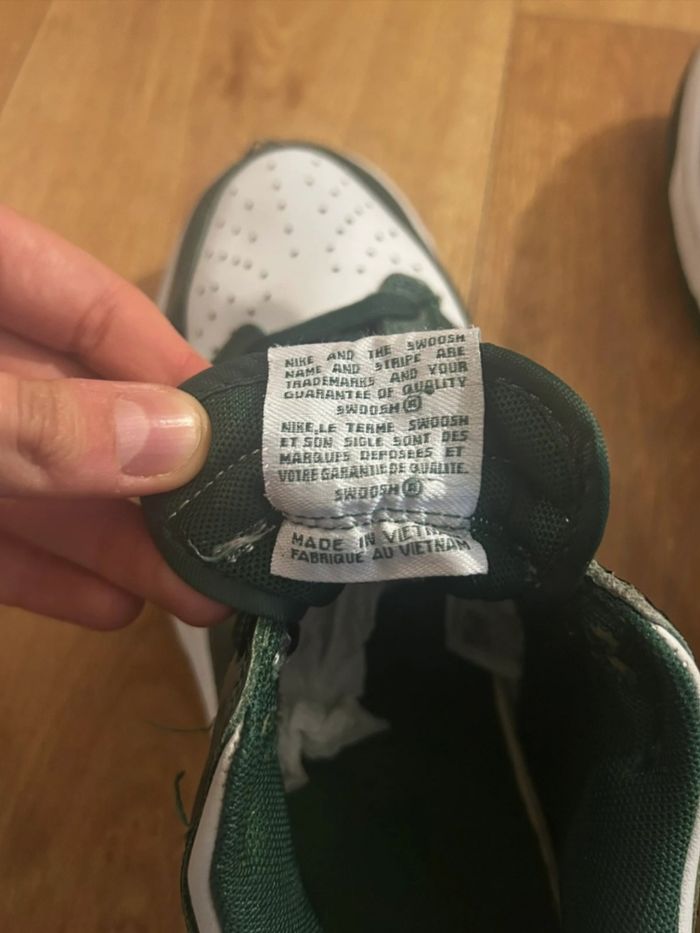 NIKE AND THE SWOOSH
NAME AND STRIPE ARE
TRADEMARKS AND YOUR
GUARANTEE OF QUALITY
SWOOSH ®
NIKE,LE TERME SWOOSH
ET SON SIGLE SONT DES
MARQUES DEPOSEES ET
VOTRE GARANTIE DE QUALITE.
SWOOSH ®
MADE IN VIETNAM
FABRIQUE AU VIETNAM